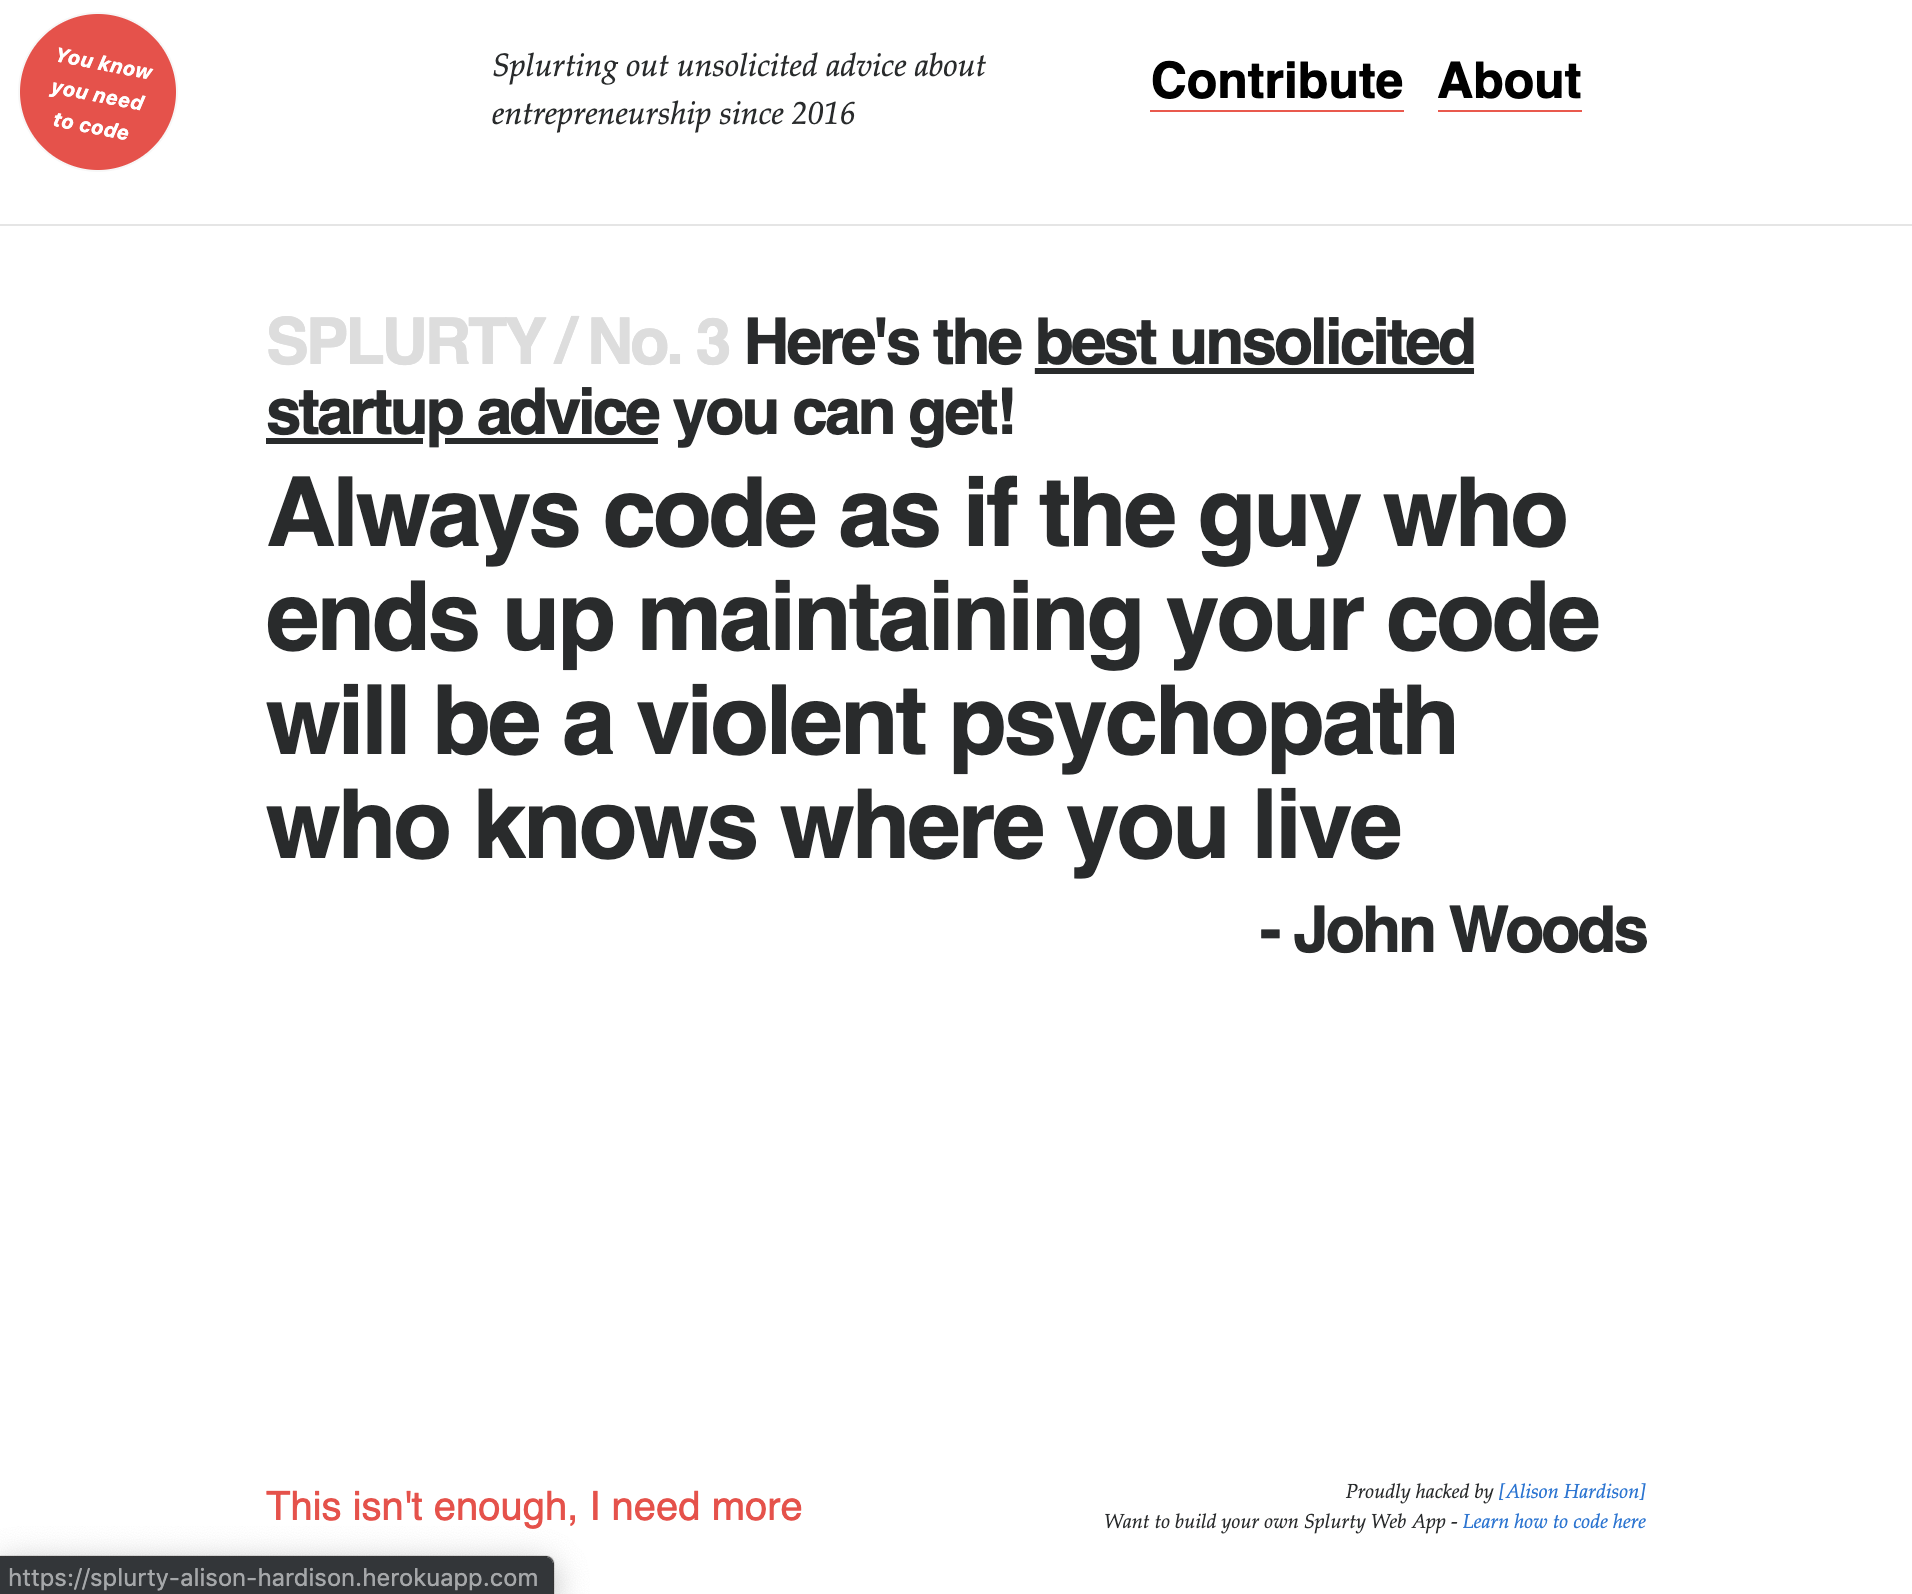 You know
you need
to code
Splurting out unsolicited advice about
entrepreneurship since 2016
Contribute About
SPLURTY / No. 3 Here's the best unsolicited
startup advice you can get!
Always code as if the guy who
ends up maintaining your code
will be a violent psychopath
who knows where you live
- John Woods
This isn't enough, I need more
Proudly hacked by [Alison Hardison]
Want to build your own Splurty Web App - Learn how to code here
https://splurty-alison-hardison.herokuapp.com